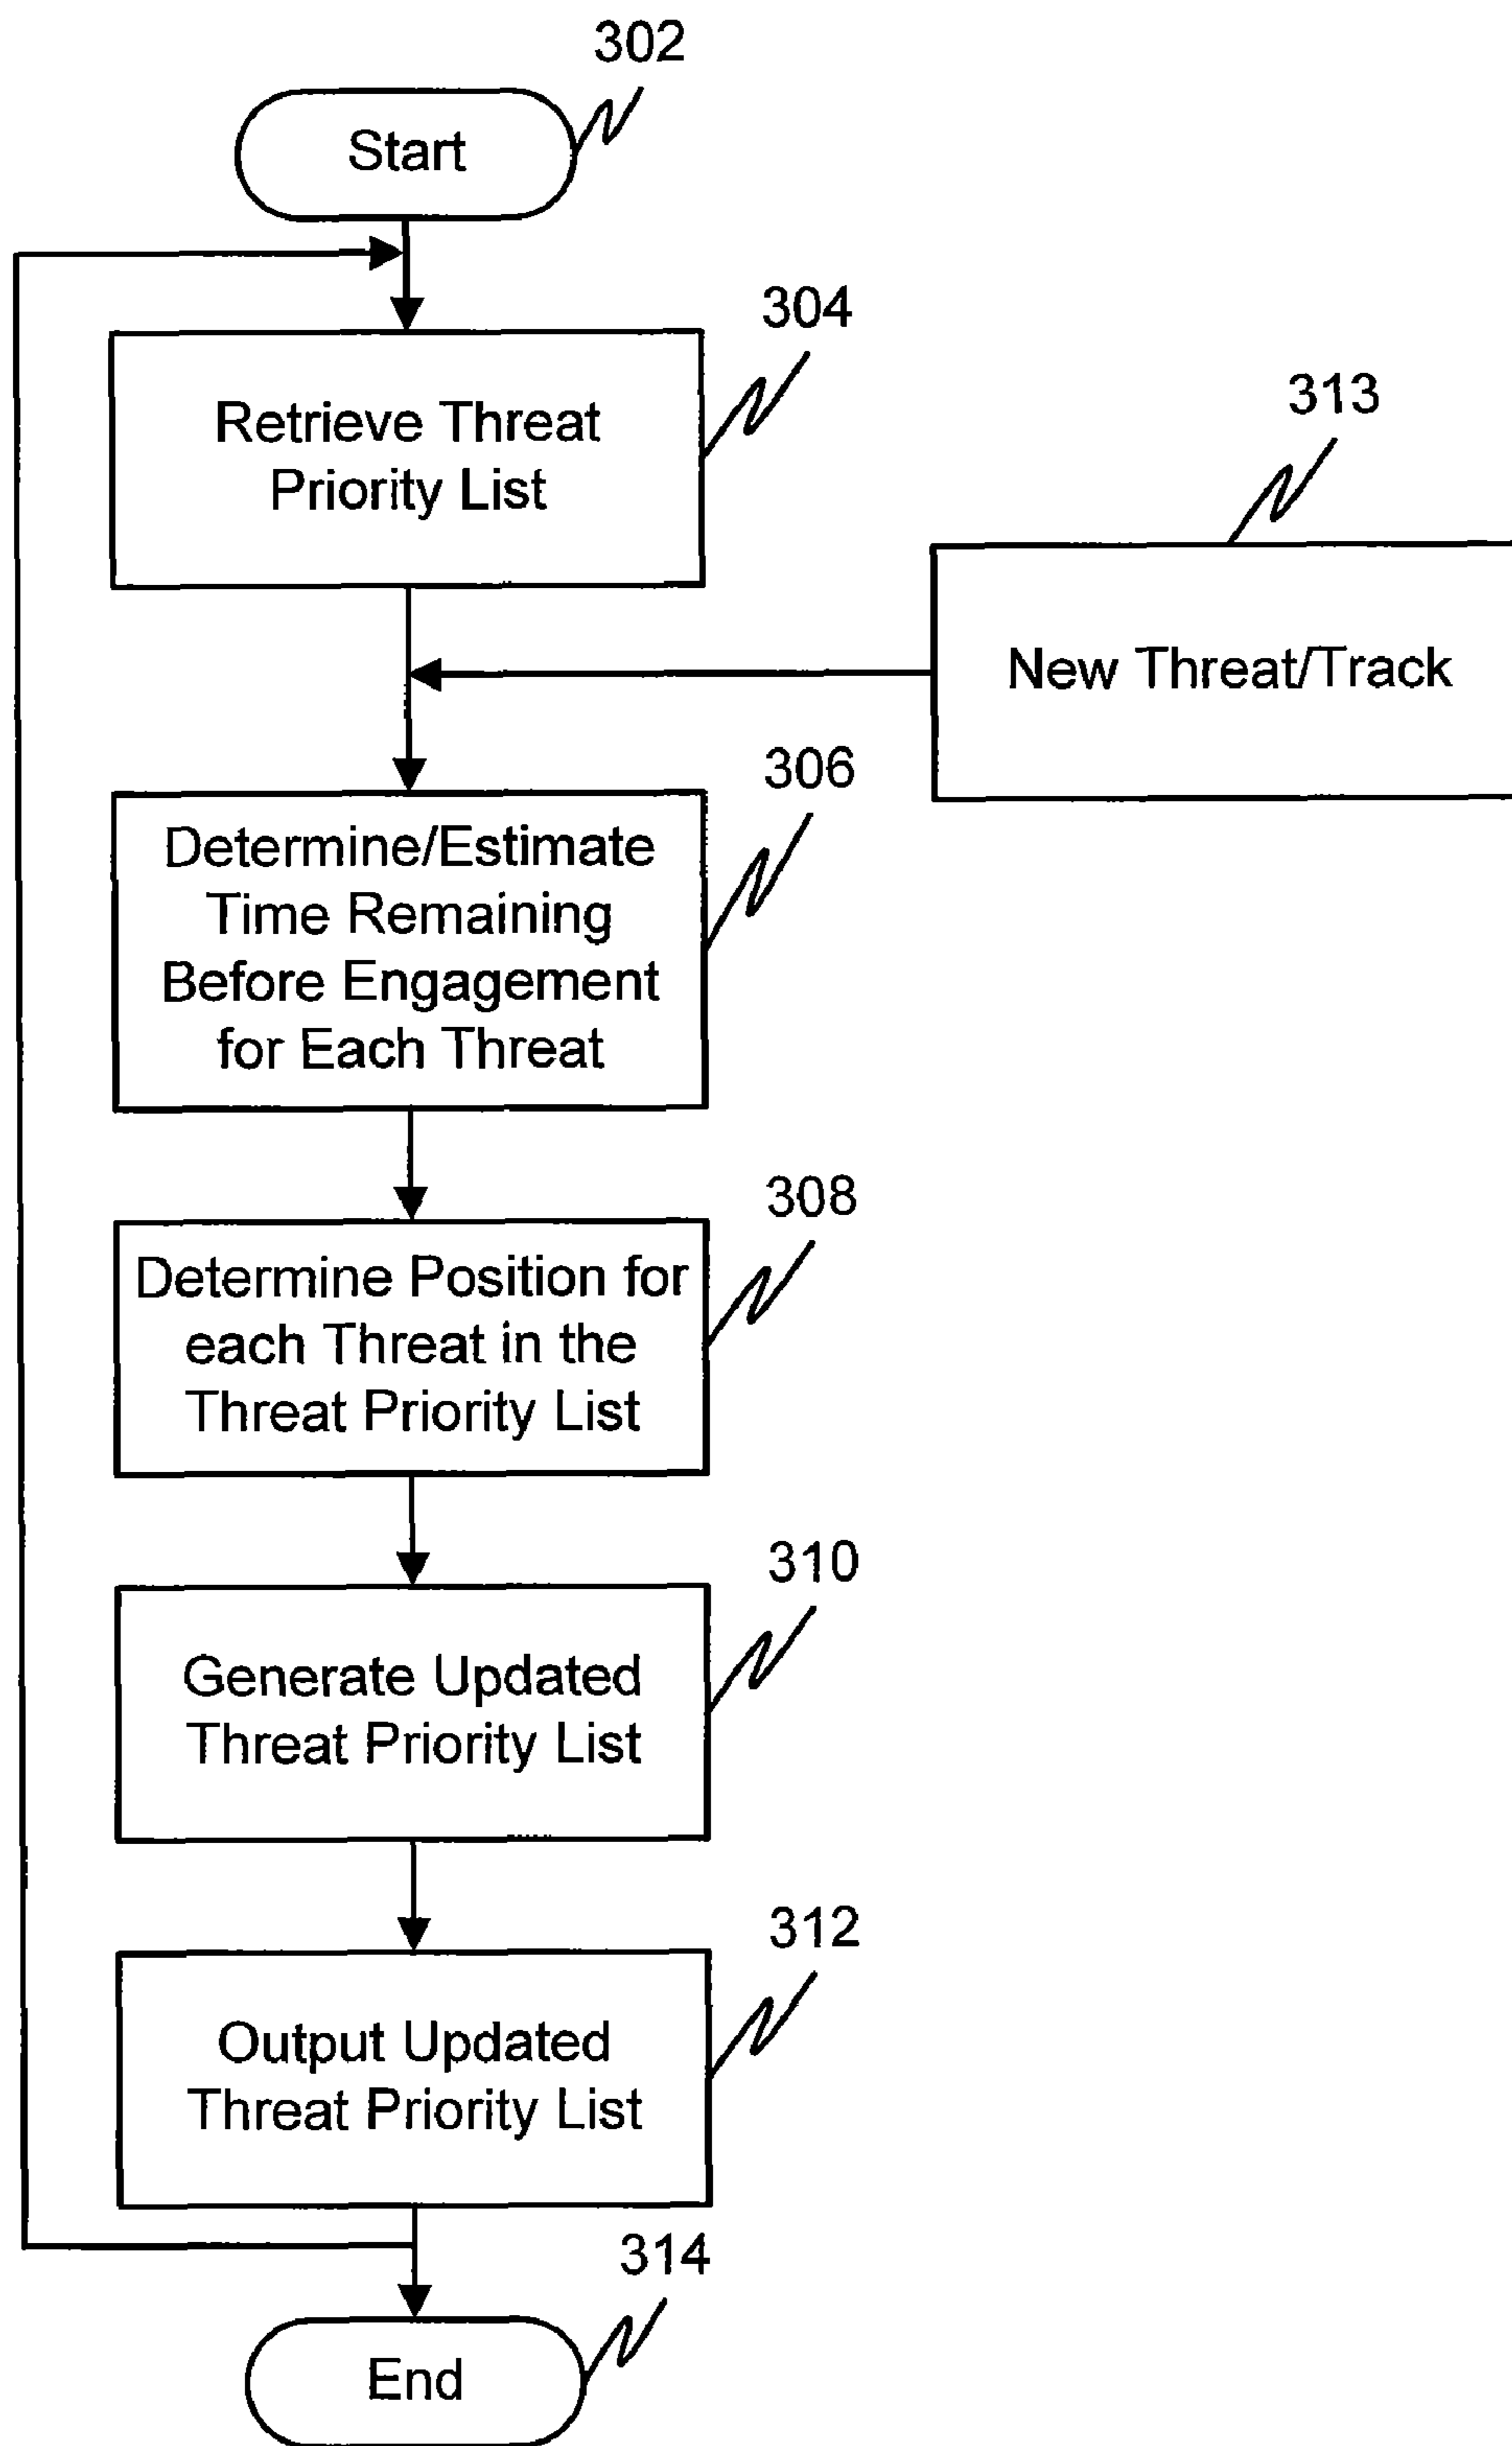 302
Start
304
Retrieve Threat
Priority List
313
New Threat/Track
306
Determine/Estimate
Time Remaining
Before Engagement
for Each Threat
308
Determine Position for
each Threat in the
Threat Priority List
310
Generate Updated
Threat Priority List
312
Output Updated
Threat Priority List
314
End